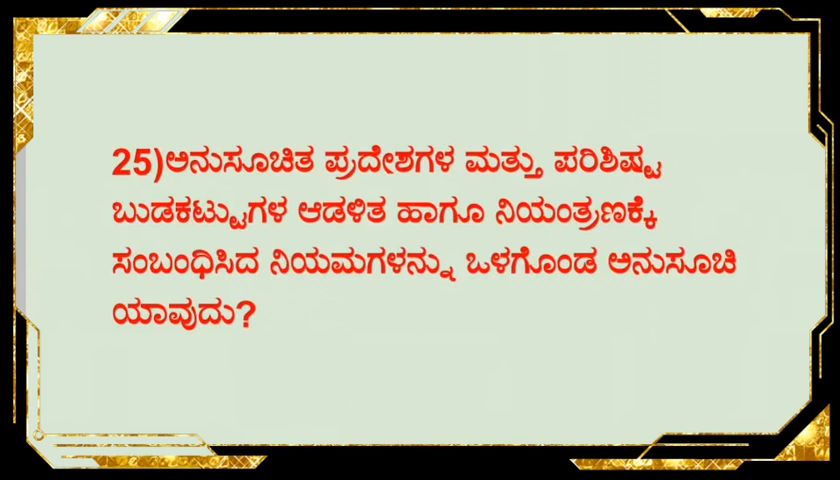 25)ಅನುಸೂಚಿತ ಪ್ರದೇಶಗಳ ಮತ್ತು ಪರಿಶಿಷ್ಟ
ಬುಡಕಟ್ಟುಗಳ ಆಡಳಿತ ಹಾಗೂ ನಿಯಂತ್ರಣಕ್ಕೆ
ಸಂಬಂಧಿಸಿದ ನಿಯಮಗಳನ್ನು ಒಳಗೊಂಡ ಅನುಸೂಚಿ
ಯಾವುದು?